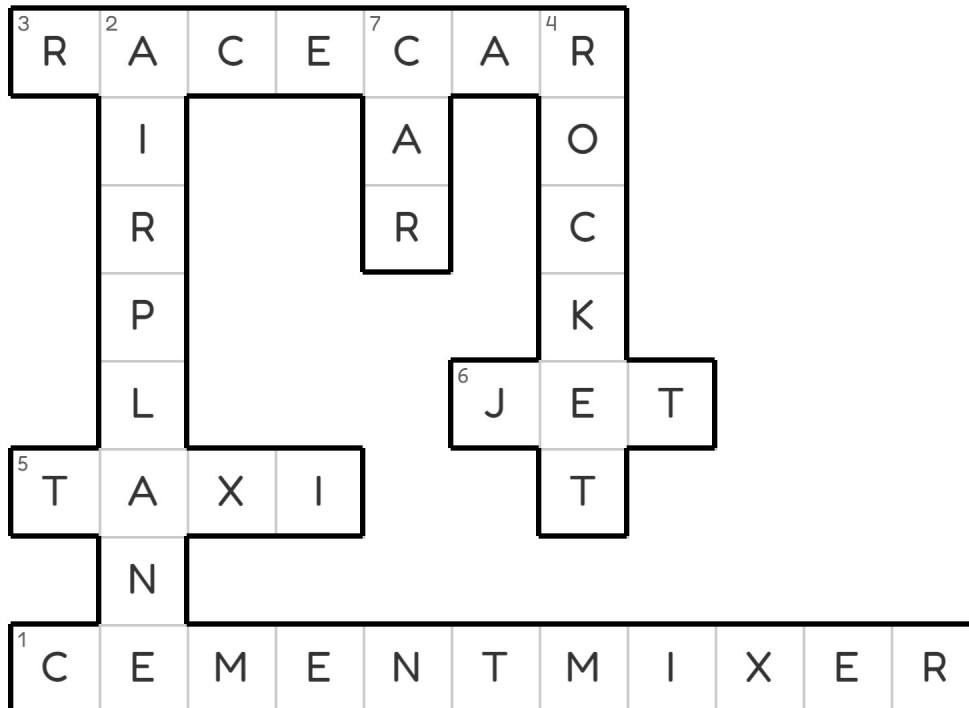 3 R 2 A C E 7 C A 4 R
I A O
R R C
P K
L 6 J E T
5 T A X I T
N
1 C E M E N T M I X E R